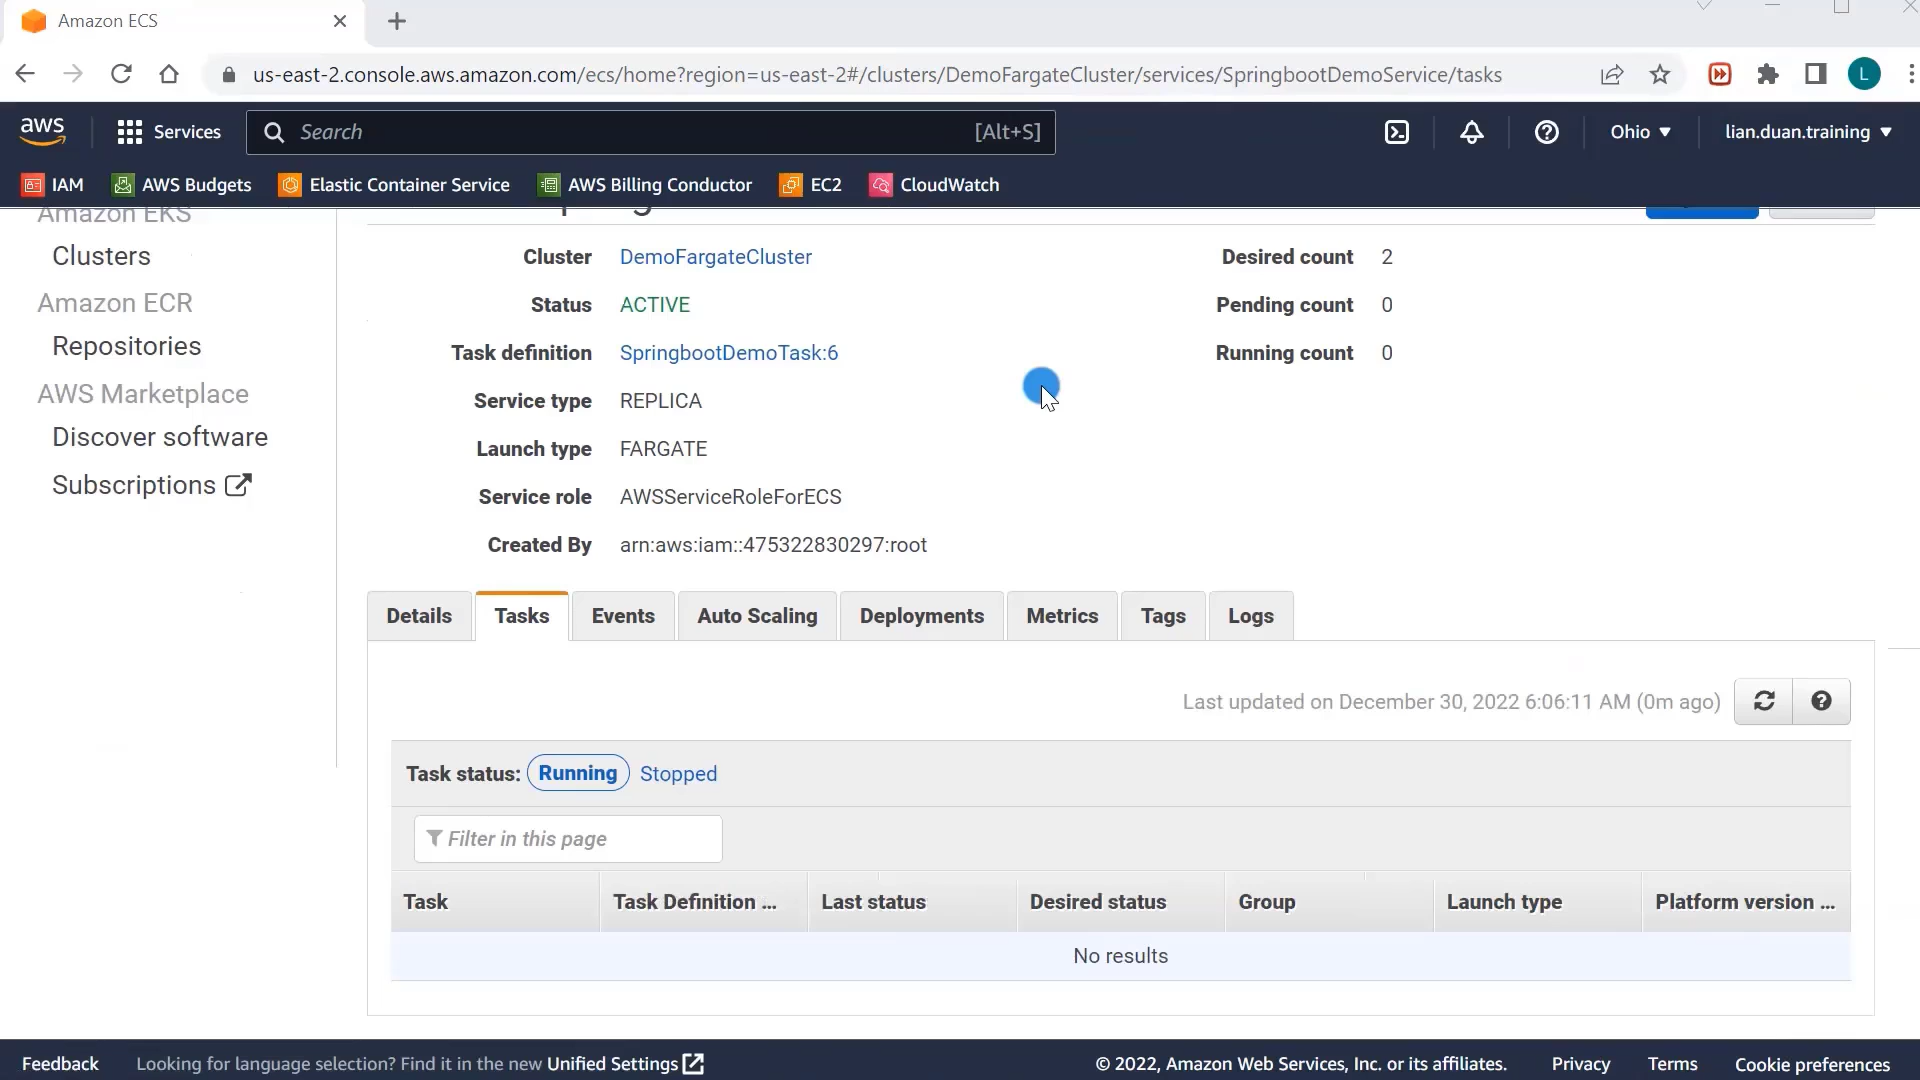 Amazon ECS
us-east-2.console.aws.amazon.com/ecs/home?region=us-east-2#/clusters/DemoFargateCluster/services/SpringbootDemoService/tasks
L
aws
Services
Search
[Alt+S]
Ohio
lian.duan.training
IAM
AWS Budgets
Elastic Container Service
AWS Billing Conductor
EC2
CloudWatch
Amazon EKS
Clusters
Amazon ECR
Repositories
AWS Marketplace
Discover software
Subscriptions
Cluster DemoFargateCluster
Status ACTIVE
Task definition SpringbootDemoTask:6
Service type REPLICA
Launch type FARGATE
Service role AWSServiceRoleForECS
Created By arn:aws:iam::475322830297:root
Desired count 2
Pending count 0
Running count 0
Details
Tasks
Events
Auto Scaling
Deployments
Metrics
Tags
Logs
Last updated on December 30, 2022 6:06:11 AM (0m ago)
Task status: Running Stopped
Filter in this page
Task
Task Definition ...
Last status
Desired status
Group
Launch type
Platform version ...
No results
Feedback
Looking for language selection? Find it in the new Unified Settings
© 2022, Amazon Web Services, Inc. or its affiliates.
Privacy
Terms
Cookie preferences